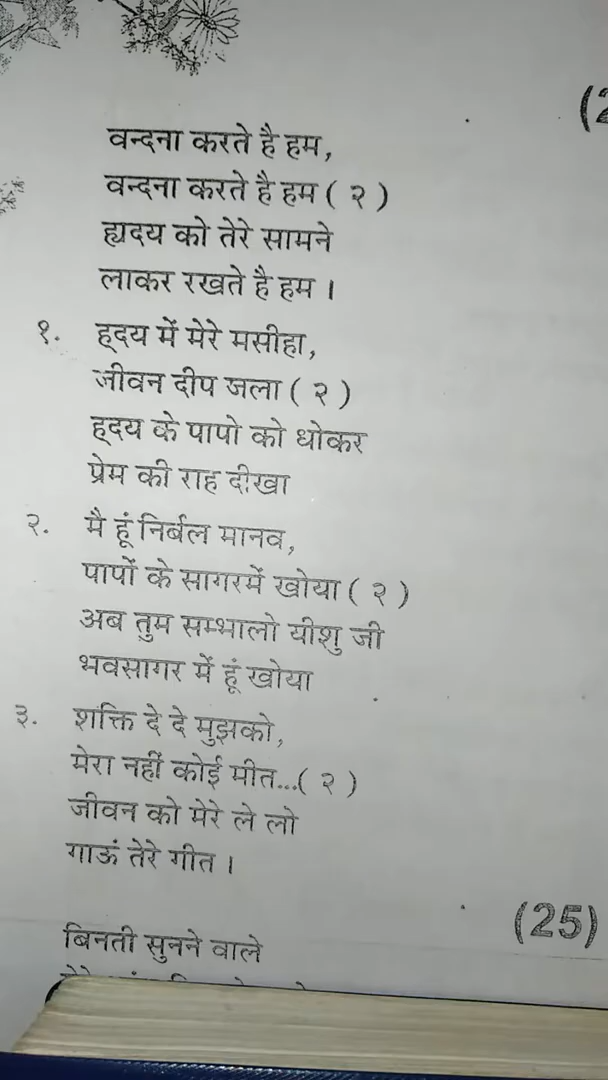 (2
वन्दना करते है हम,
वन्दना करते है हम ( २ )
ह्यदय को तेरे सामने
लाकर रखते है हम ।
१. हृदय में मेरे मसीहा,
जीवन दीप जला ( २ )
हृदय के पापो को धोकर
प्रेम की राह दीखा
२. मै हूं निर्बल मानव,
पापों के सागरमें खोया ( २ )
अब तुम सम्भालो यीशु जी
भवसागर में हूं खोया
३. शक्ति दे दे मुझको,
मेरा नहीं कोई मीत...( २ )
जीवन को मेरे ले लो
गाऊं तेरे गीत ।
(25)
बिनती सुनने वाले